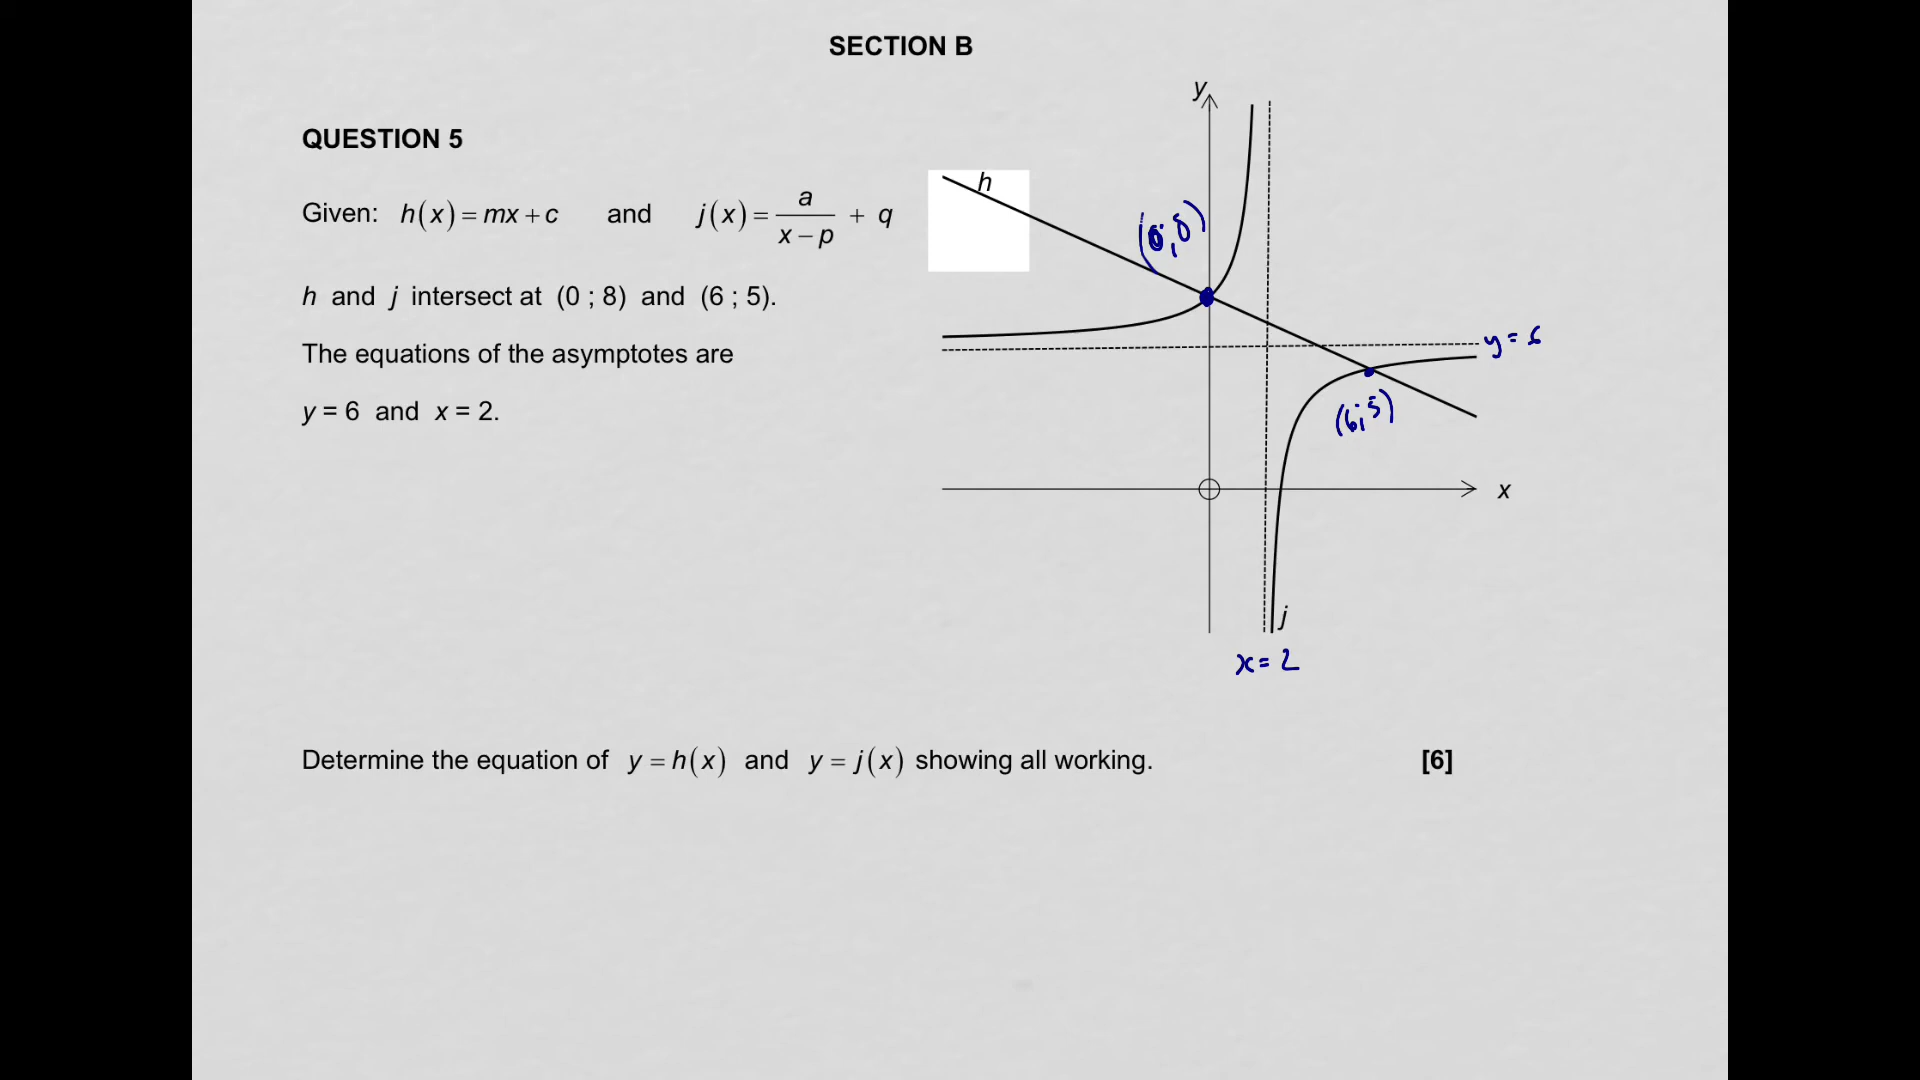 SECTION B
QUESTION 5
Given: h(x) = mx + c and j(x) = a/(x − p) + q
h and j intersect at (0 ; 8) and (6 ; 5).
The equations of the asymptotes are
y = 6 and x = 2.
y
h
(0;8)
y = 6
(6;5)
x
j
x = 2
Determine the equation of y = h(x) and y = j(x) showing all working. [6]